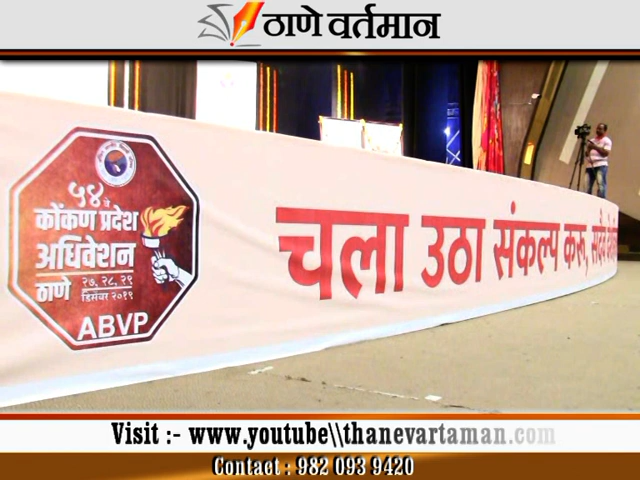 ठाणे वर्तमान
५४ वे
कोंकण प्रदेश
अधिवेशन
ठाणे
२७, २८, २९
डिसेंबर २०१९
ABVP
चला उठा संकल्प करू, सदैव
Visit :- www.youtube\\thanevartaman.com
Contact : 982 093 9420